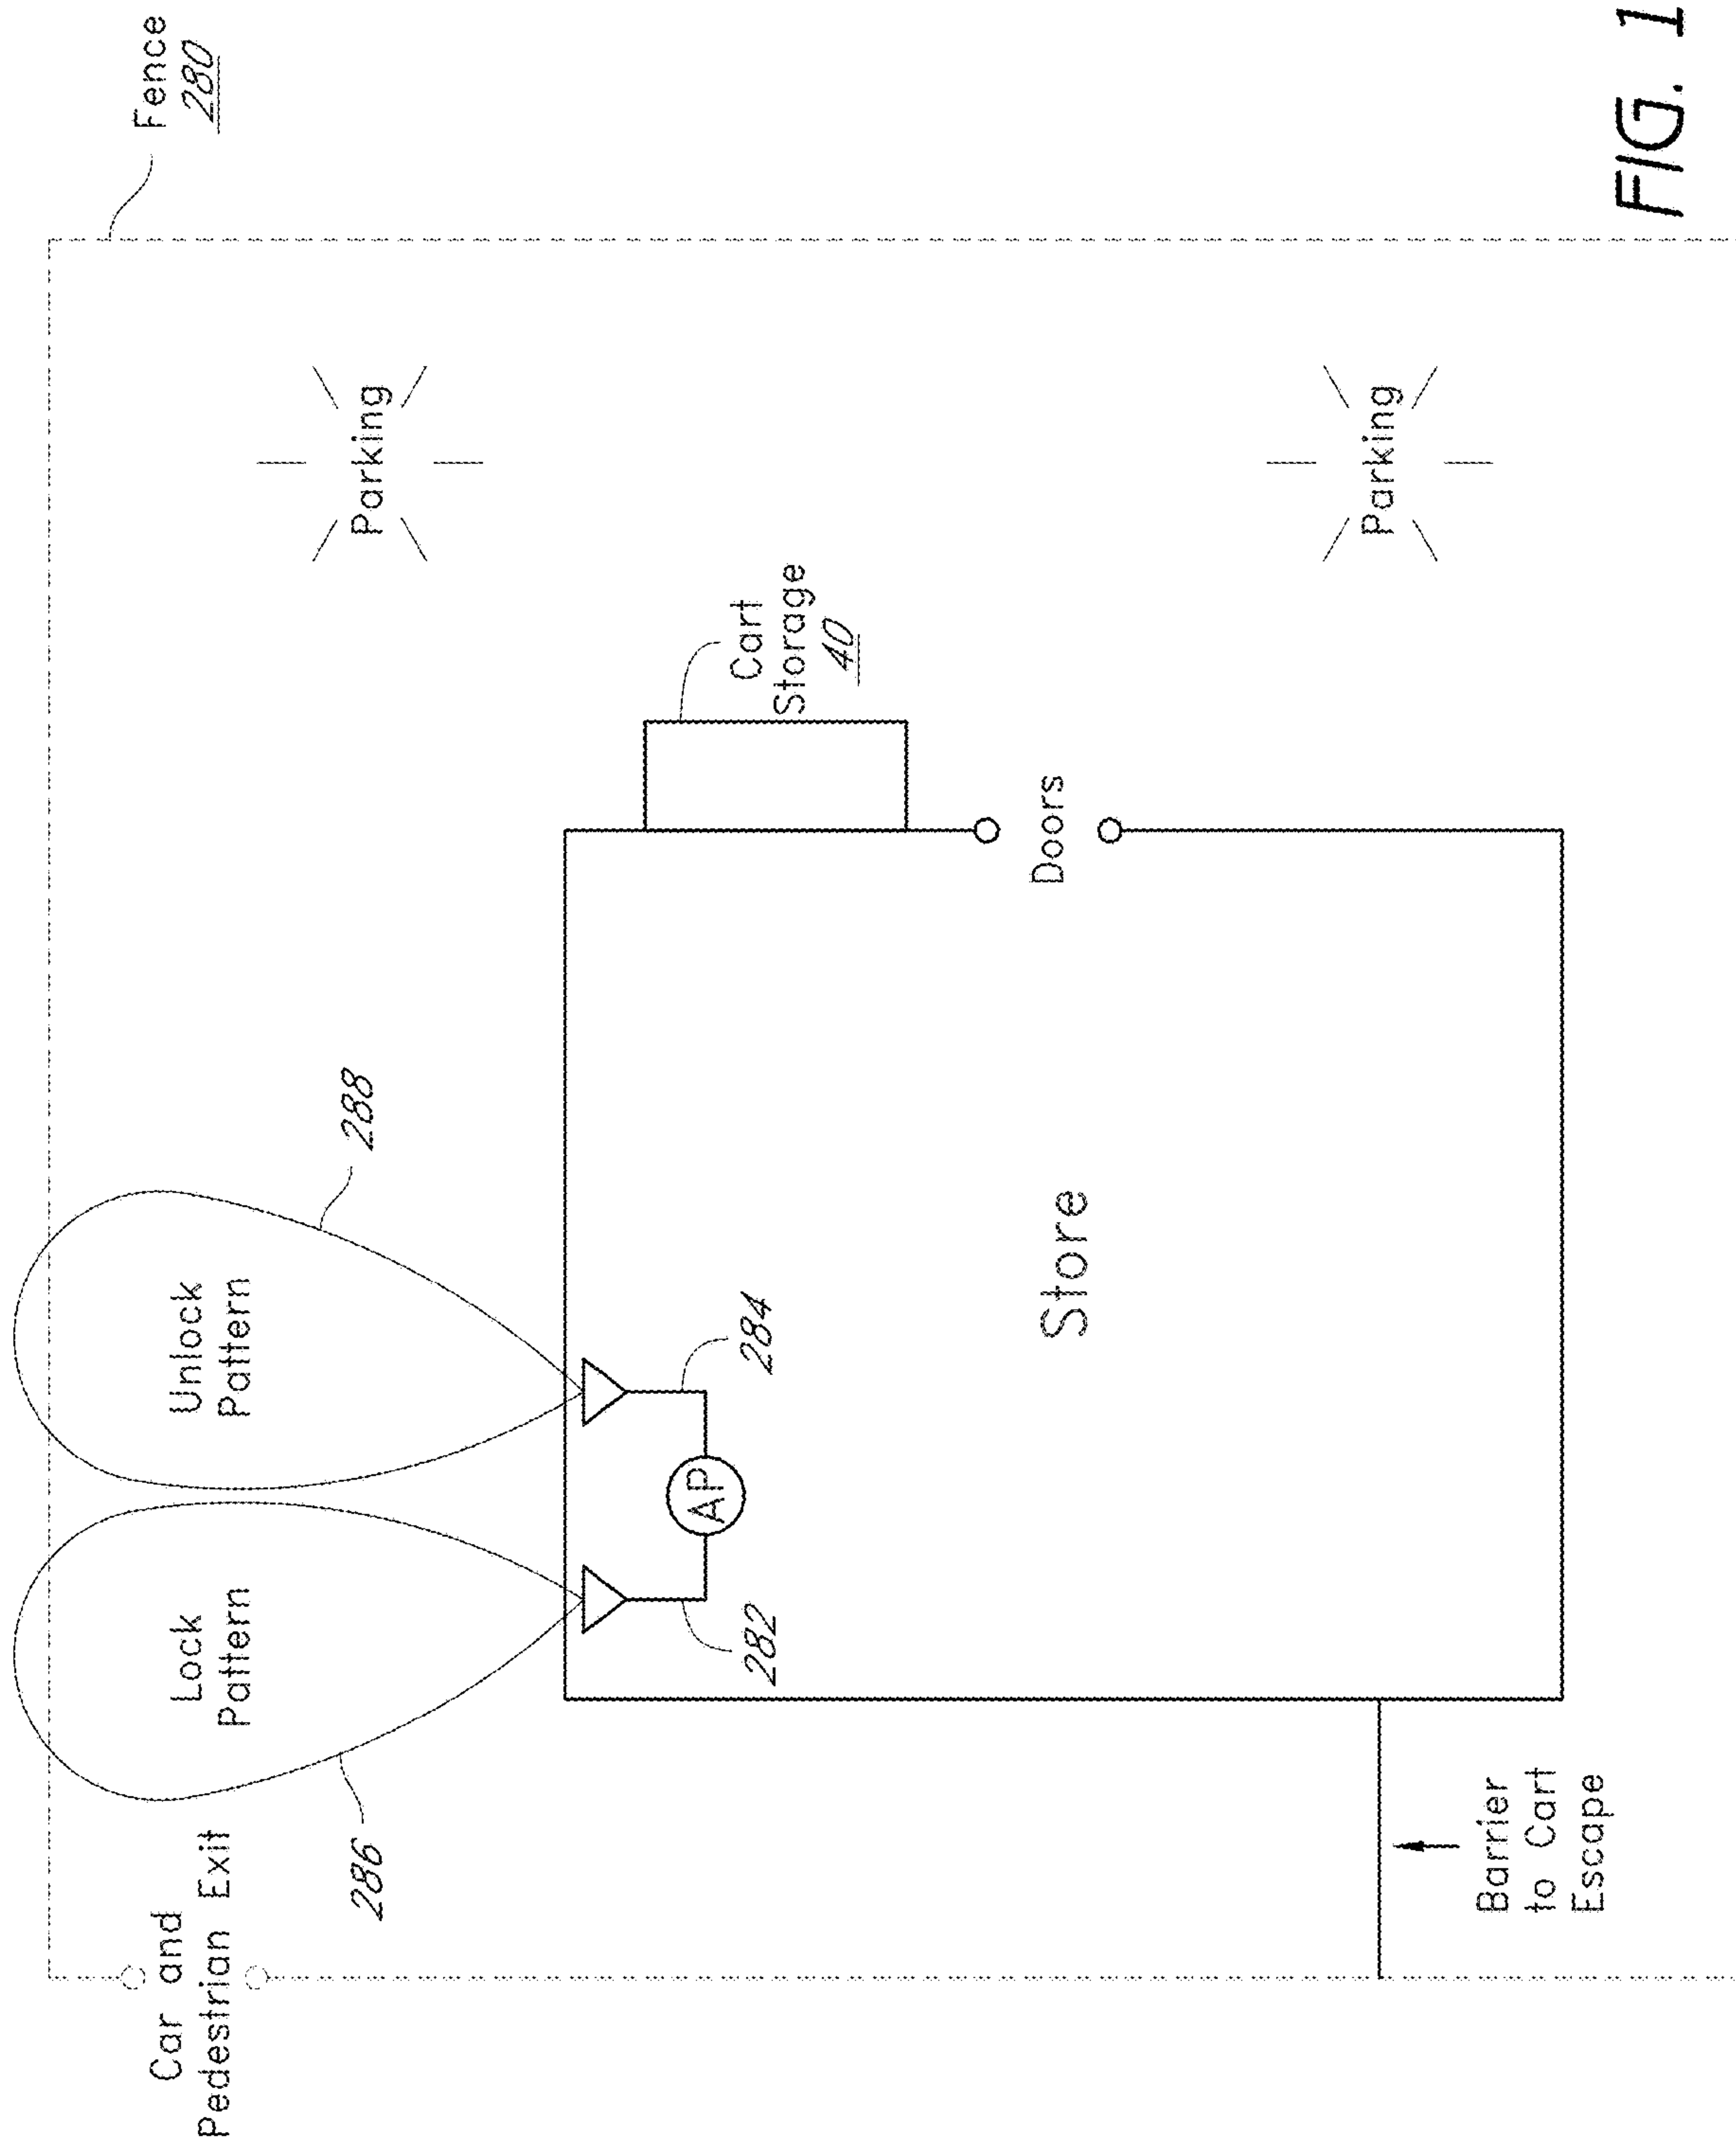 Car and
Pedestrian Exit
Lock
Pattern
Unlock
Pattern
Fence
280
286
288
Parking
282
AP
284
Cart
Storage
40
Store
Doors
Parking
Barrier
to Cart
Escape
FIG. 1